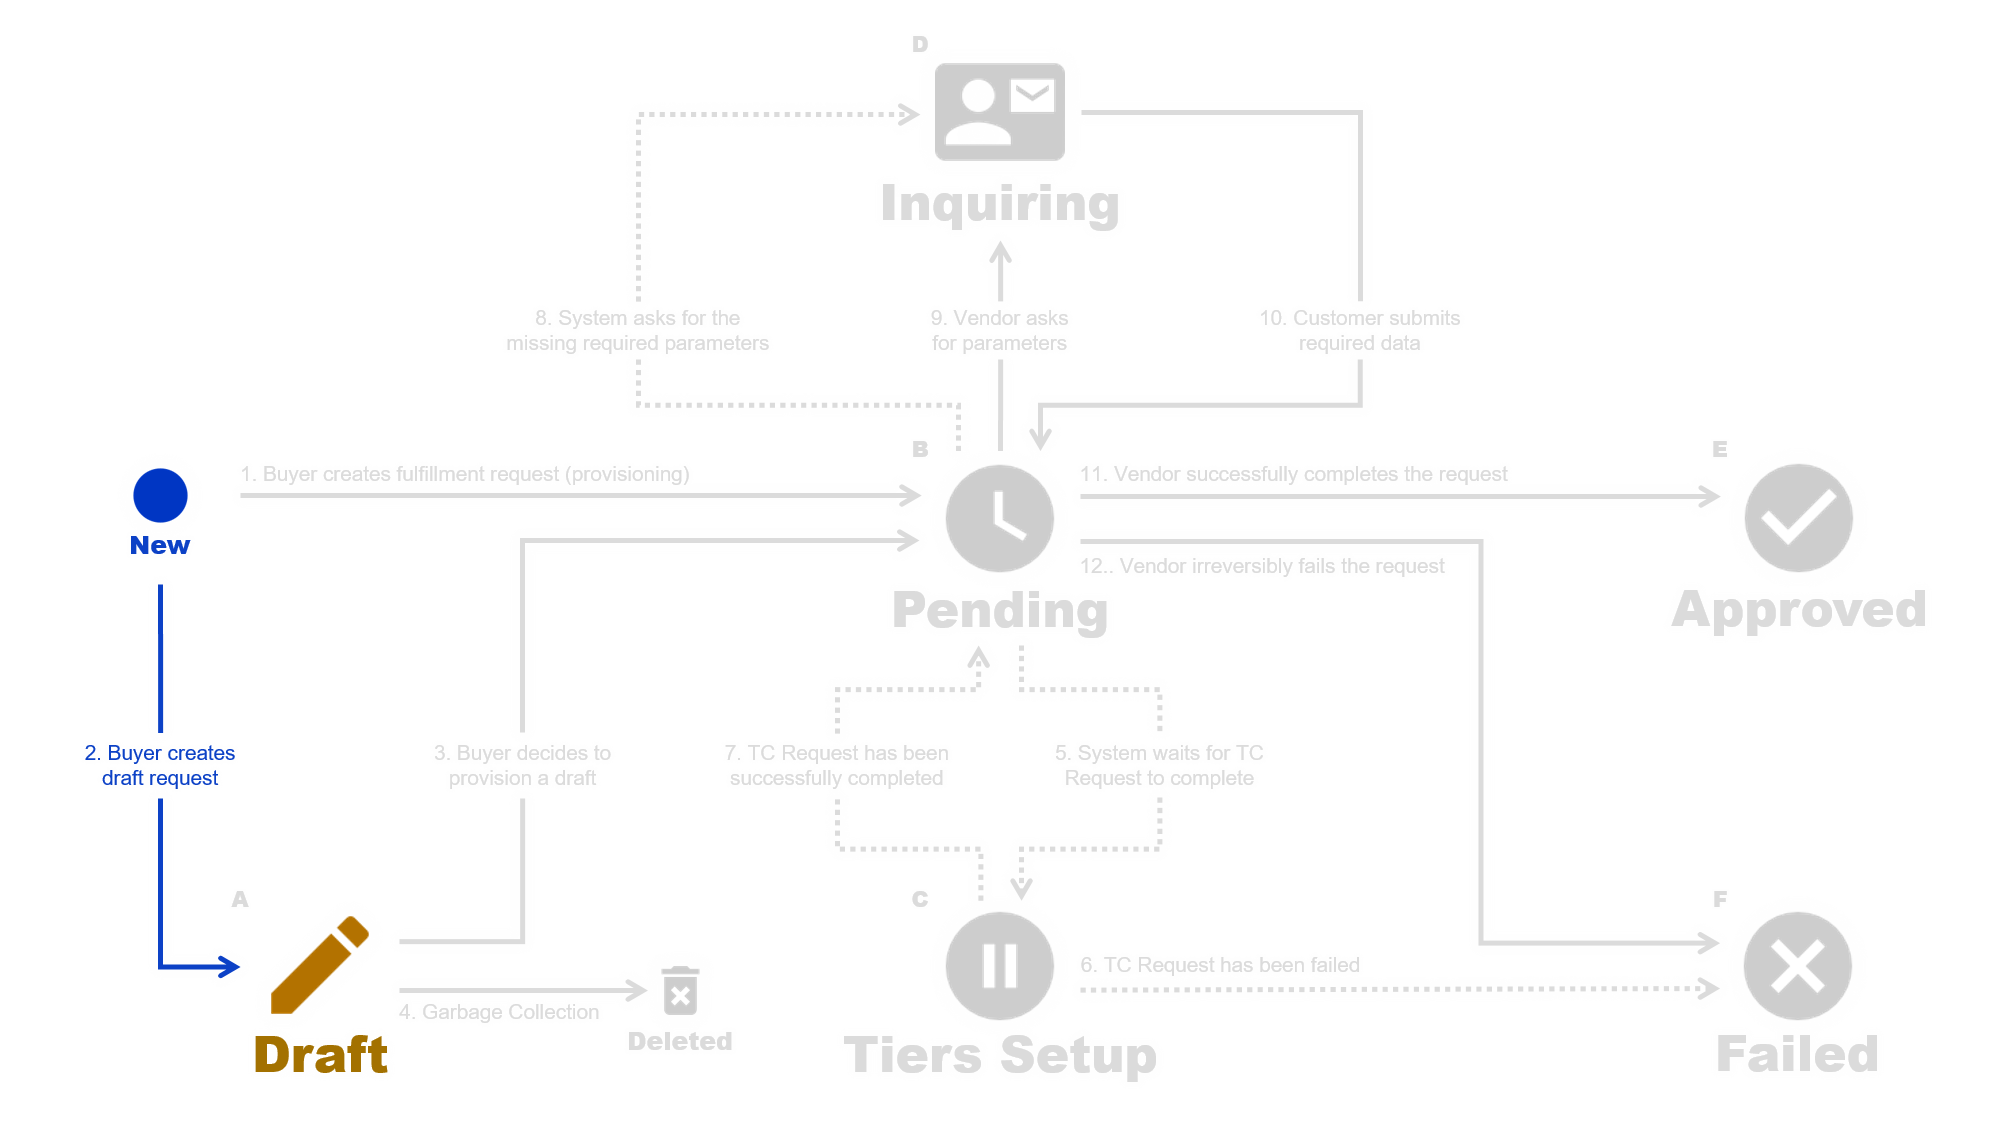 D
Inquiring
8. System asks for the
missing required parameters
9. Vendor asks
for parameters
10. Customer submits
required data
B
E
1. Buyer creates fulfillment request (provisioning)
11. Vendor successfully completes the request
New
12.. Vendor irreversibly fails the request
Pending
Approved
2. Buyer creates
draft request
3. Buyer decides to
provision a draft
7. TC Request has been
successfully completed
5. System waits for TC
Request to complete
A
C
F
6. TC Request has been failed
4. Garbage Collection
Deleted
Draft
Tiers Setup
Failed